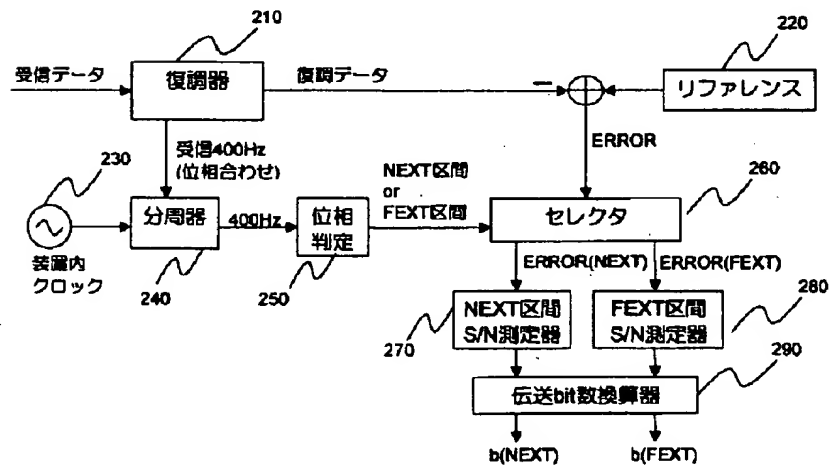 210
220
受信データ
復調器
復調データ
リファレンス
受信400Hz
(位相合わせ)
ERROR
230
NEXT区間
or
FEXT区間
260
分周器
400Hz
位相
判定
セレクタ
装置内
クロック
240
250
ERROR(NEXT)
ERROR(FEXT)
280
270
NEXT区間
S/N測定器
FEXT区間
S/N測定器
290
伝送bit数換算器
b(NEXT)
b(FEXT)